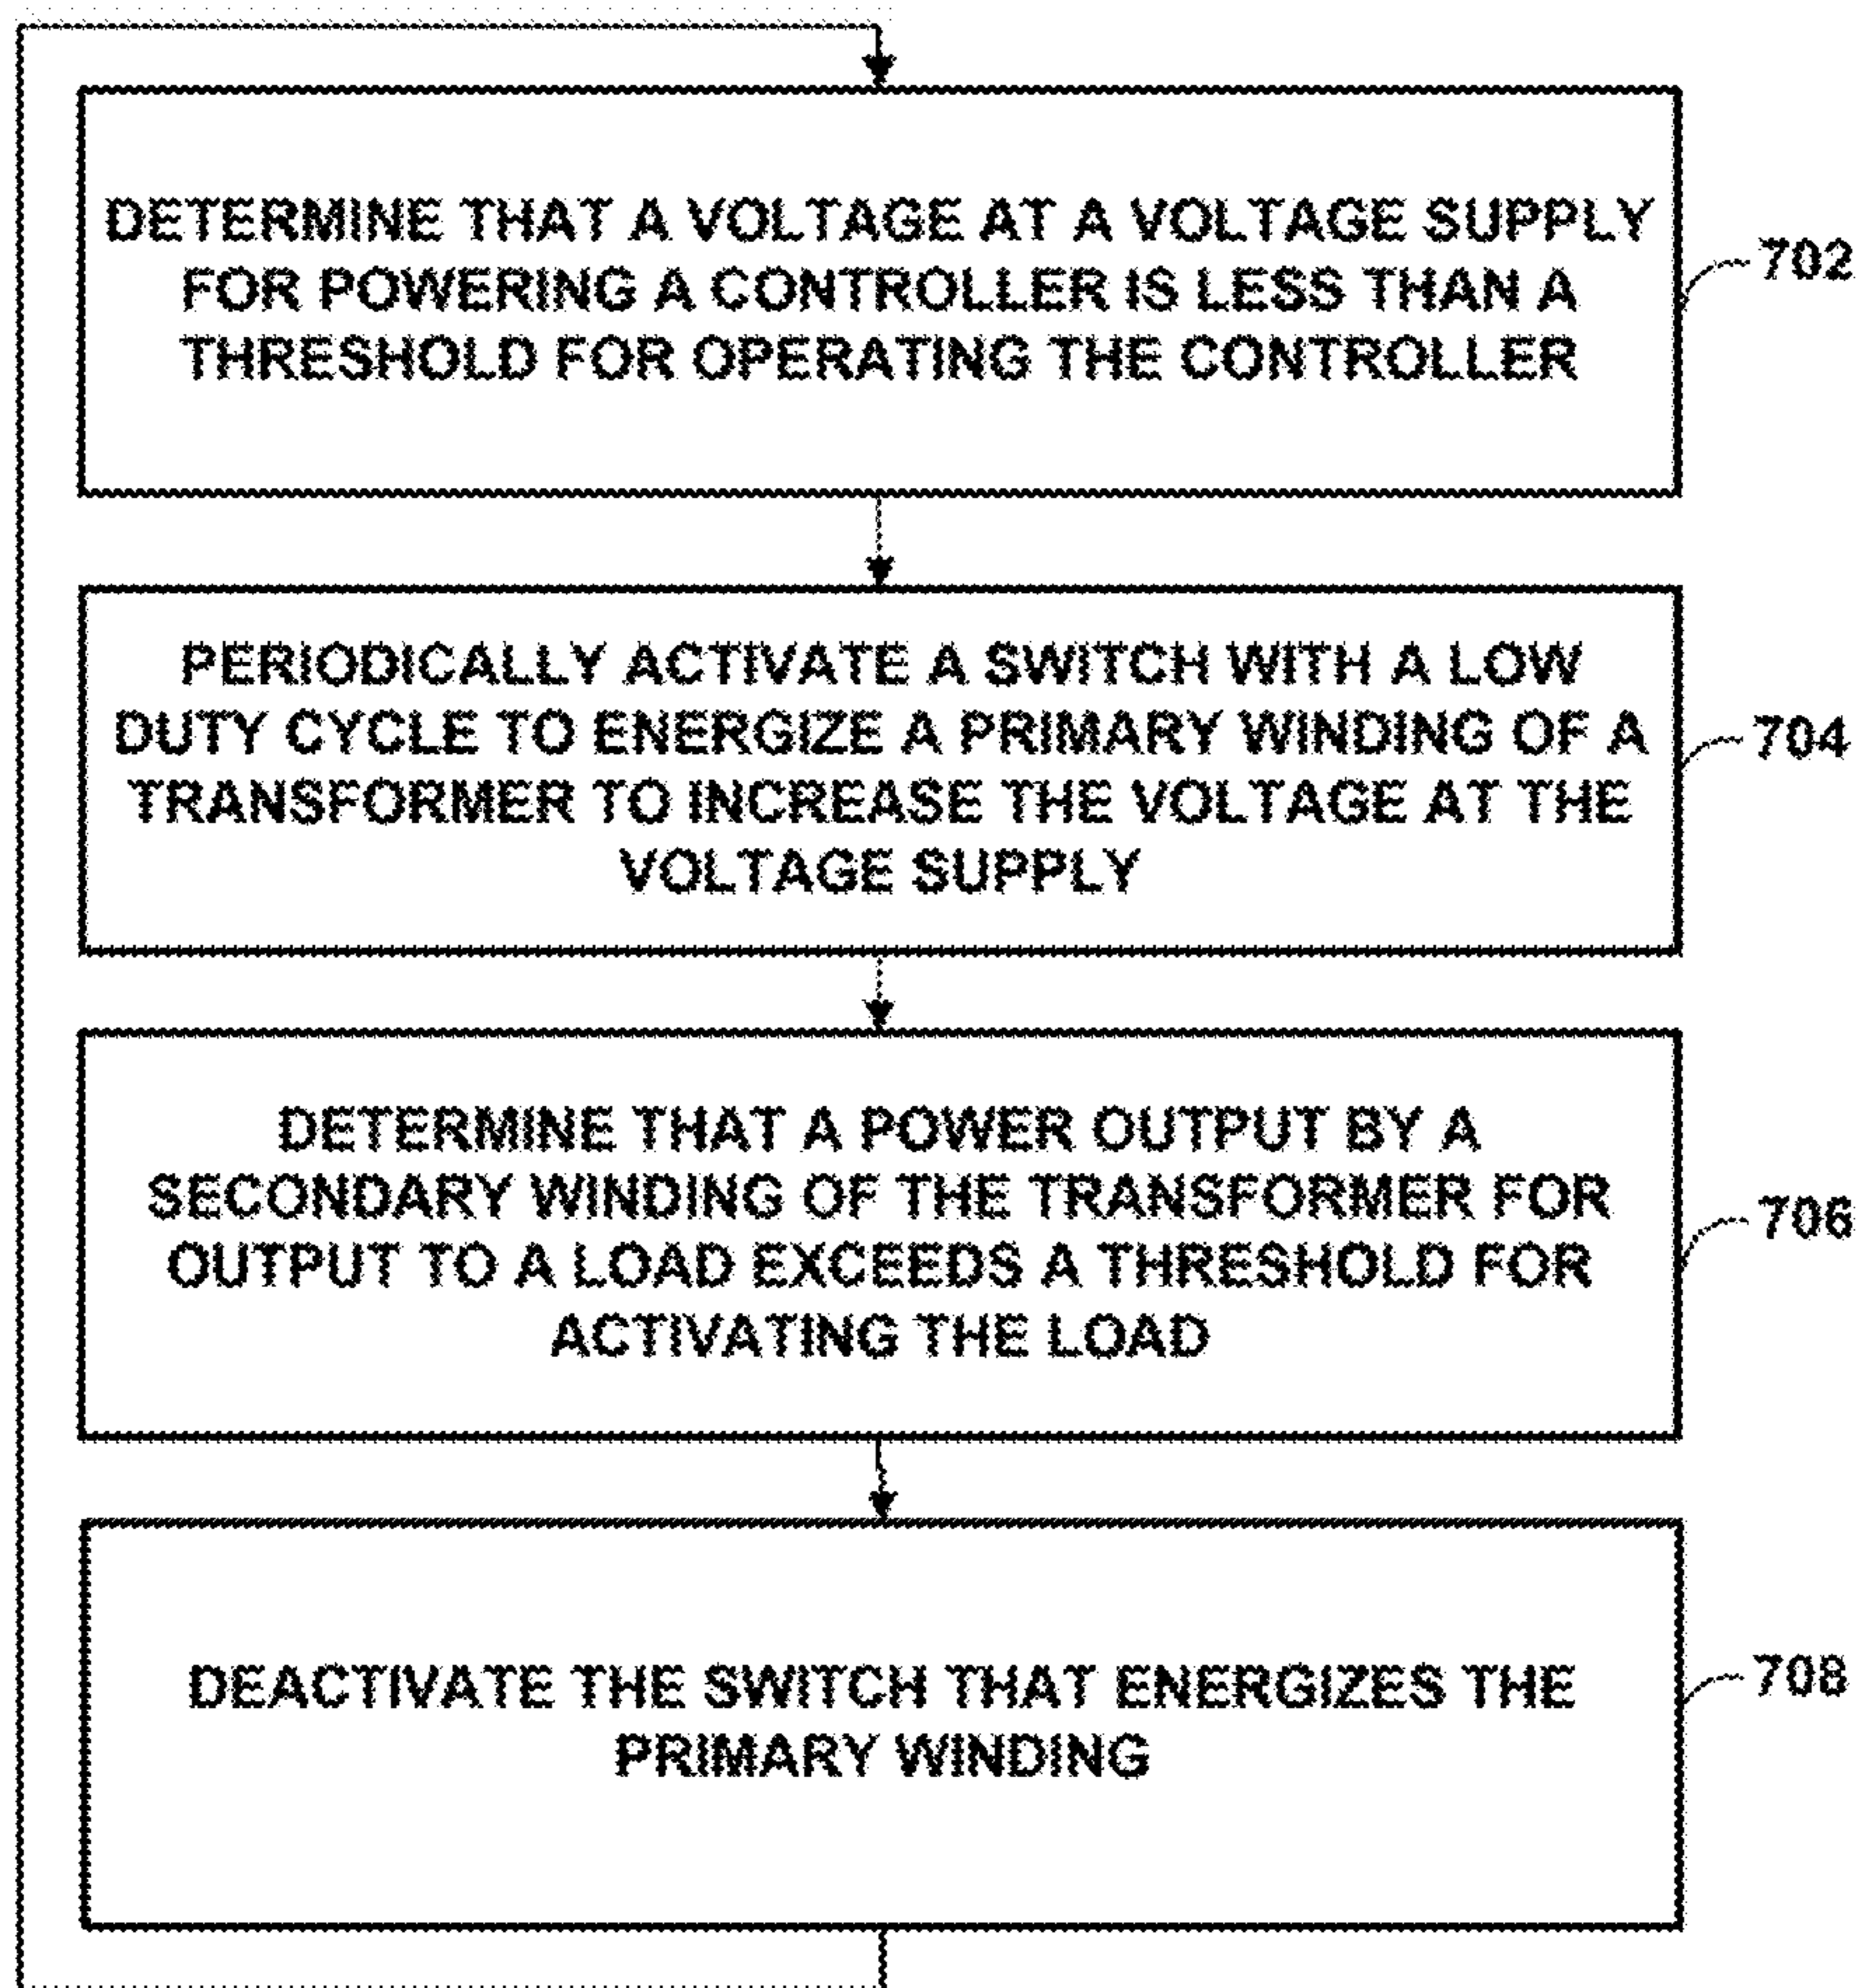 DETERMINE THAT A VOLTAGE AT A VOLTAGE SUPPLY
FOR POWERING A CONTROLLER IS LESS THAN A
THRESHOLD FOR OPERATING THE CONTROLLER
702
PERIODICALLY ACTIVATE A SWITCH WITH A LOW
DUTY CYCLE TO ENERGIZE A PRIMARY WINDING OF A
TRANSFORMER TO INCREASE THE VOLTAGE AT THE
VOLTAGE SUPPLY
704
DETERMINE THAT A POWER OUTPUT BY A
SECONDARY WINDING OF THE TRANSFORMER FOR
OUTPUT TO A LOAD EXCEEDS A THRESHOLD FOR
ACTIVATING THE LOAD
706
DEACTIVATE THE SWITCH THAT ENERGIZES THE
PRIMARY WINDING
708